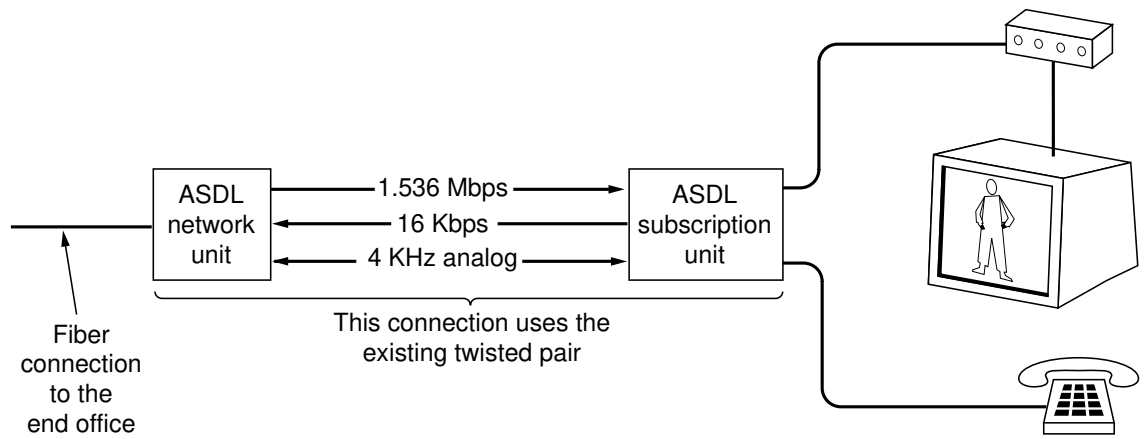 ASDL
network
unit
1.536 Mbps
16 Kbps
4 KHz analog
ASDL
subscription
unit
This connection uses the
existing twisted pair
Fiber
connection
to the
end office